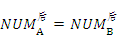 NUM_A = NUM_B